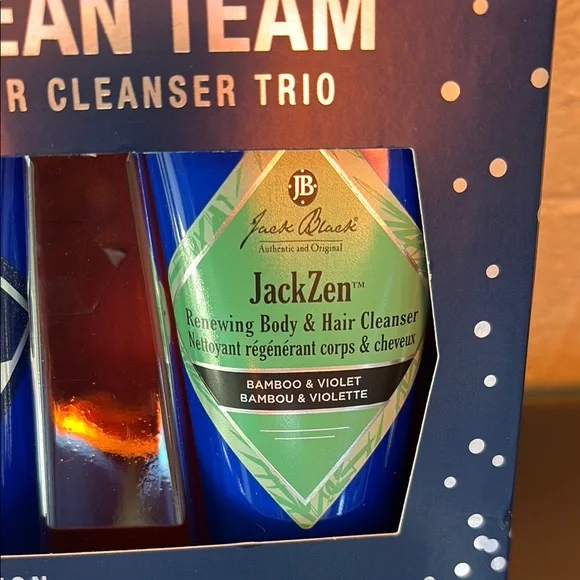 EAN TEAM
R CLEANSER TRIO
JB
Jack Black®
Authentic and Original
JackZen™
Renewing Body & Hair Cleanser
Nettoyant régénérant corps & cheveux
BAMBOO & VIOLET
BAMBOU & VIOLETTE